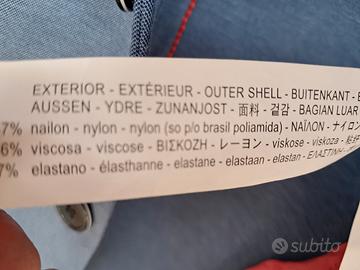 EXTERIOR - EXTÉRIEUR - OUTER SHELL - BUITENKANT -
AUSSEN - YDRE - ZUNANJOST - 面料 - 겉감 - BAGIAN LUAR
7% nailon - nylon - nylon (so p/o brasil poliamida) - ΝΑΪΛΟΝ - ナイロン
6% viscosa - viscose - ΒΙΣΚΟΖΗ - レーヨン - viskose - viskoza -
7% elastano - élasthanne - elastane - elastaan - elastan - ΕΛΑΣΤΙΝΗ
subito